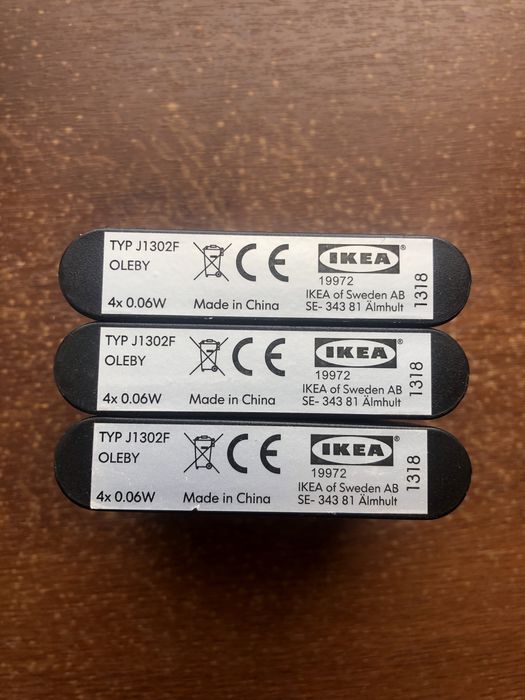 TYP J1302F
OLEBY
4x 0.06W
CE
Made in China
IKEA®
19972
IKEA of Sweden AB
SE- 343 81 Älmhult
1318
TYP J1302F
OLEBY
4x 0.06W
CE
Made in China
IKEA®
19972
IKEA of Sweden AB
SE- 343 81 Älmhult
1318
TYP J1302F
OLEBY
4x 0.06W
CE
Made in China
IKEA®
19972
IKEA of Sweden AB
SE- 343 81 Älmhult
1318